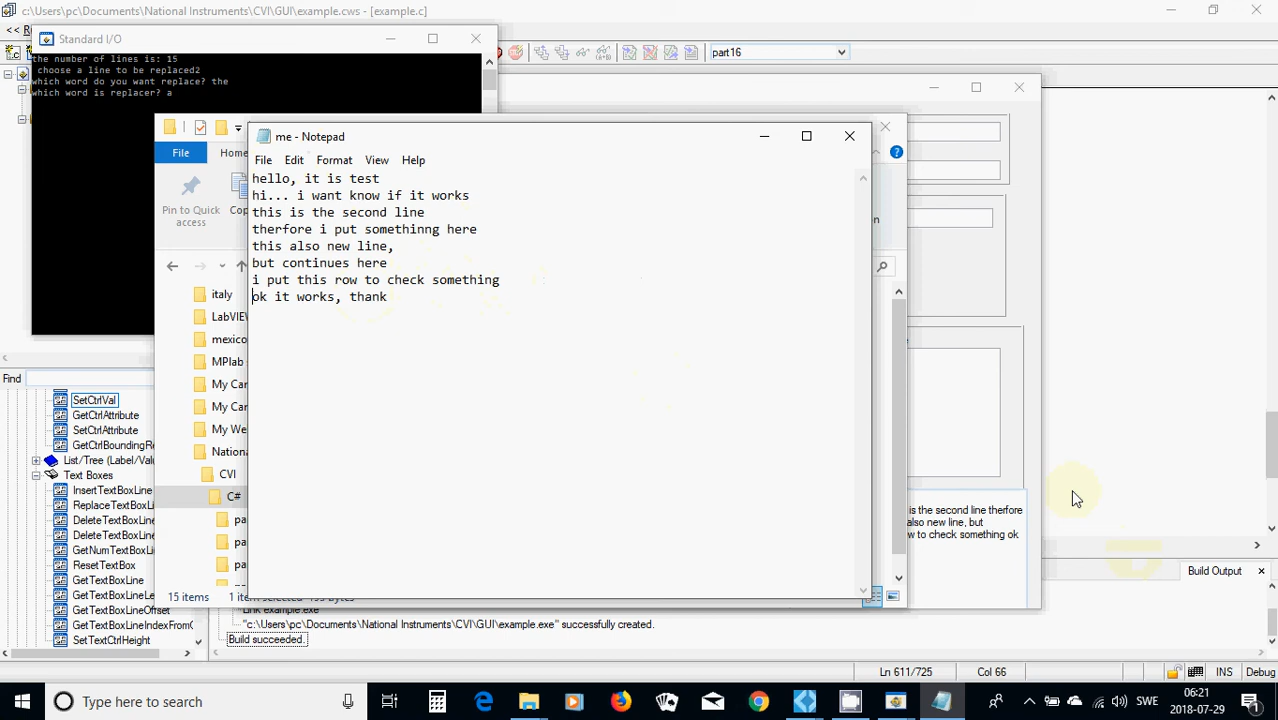 c:\Users\pc\Documents\National Instruments\CVI\GUI\example.cws - [example.c]
<<
Standard I/O
the number of lines is: 15
choose a line to be replaced2
which word do you want replace? the
which word is replacer? a
part16
me - Notepad
File Edit Format View Help
hello, it is test
hi... i want know if it works
this is the second line
therfore i put somethinng here
this also new line,
but continues here
i put this row to check something
ok it works, thank
File
Home
Pin to Quick
access
italy
mexico
MPlab
CVI
C#
15 items
Find
SetCtrlVal
GetCtrlAttribute
SetCtrlAttribute
List/Tree
Text Boxes
InsertTextBoxLine
ReplaceTextBoxLine
DeleteTextBoxLine
DeleteTextBoxLine
ResetTextBox
GetTextBoxLine
GetTextBoxLineOffset
SetTextCtrlHeight
is the second line therfore
also new line, but
w to check something ok
Build Output
Link example.exe
"c:\Users\pc\Documents\National Instruments\CVI\GUI\example.exe" successfully created.
Build succeeded.
Ln 611/725 Col 66 INS Debug
Type here to search
SWE
06:21
2018-07-29